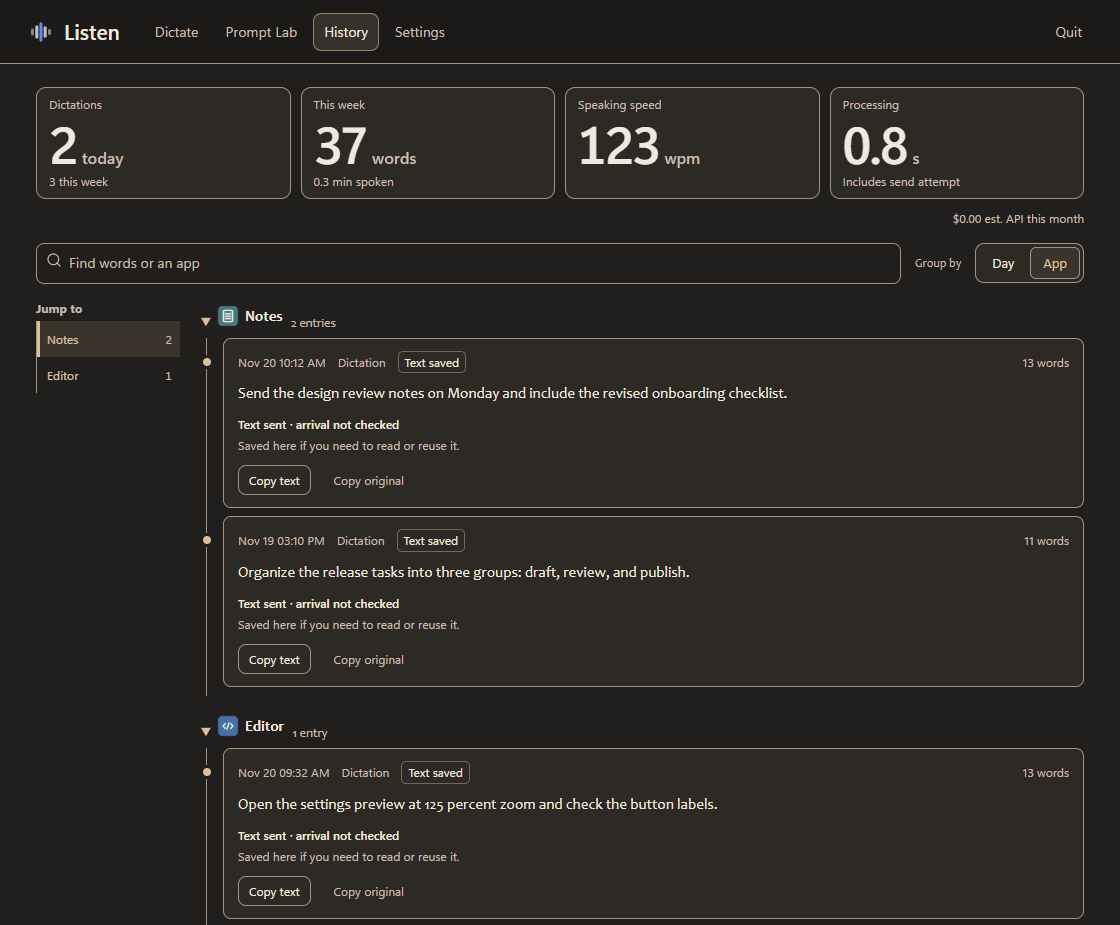 Listen Dictate Prompt Lab History Settings Quit
Dictations
2 today
3 this week
This week
37 words
0.3 min spoken
Speaking speed
123 wpm
Processing
0.8 s
Includes send attempt
$0.00 est. API this month
Find words or an app
Group by Day App
Jump to
Notes 2
Editor 1
Notes 2 entries
Nov 20 10:12 AM Dictation Text saved 13 words
Send the design review notes on Monday and include the revised onboarding checklist.
Text sent · arrival not checked
Saved here if you need to read or reuse it.
Copy text Copy original
Nov 19 03:10 PM Dictation Text saved 11 words
Organize the release tasks into three groups: draft, review, and publish.
Text sent · arrival not checked
Saved here if you need to read or reuse it.
Copy text Copy original
Editor 1 entry
Nov 20 09:32 AM Dictation Text saved 13 words
Open the settings preview at 125 percent zoom and check the button labels.
Text sent · arrival not checked
Saved here if you need to read or reuse it.
Copy text Copy original